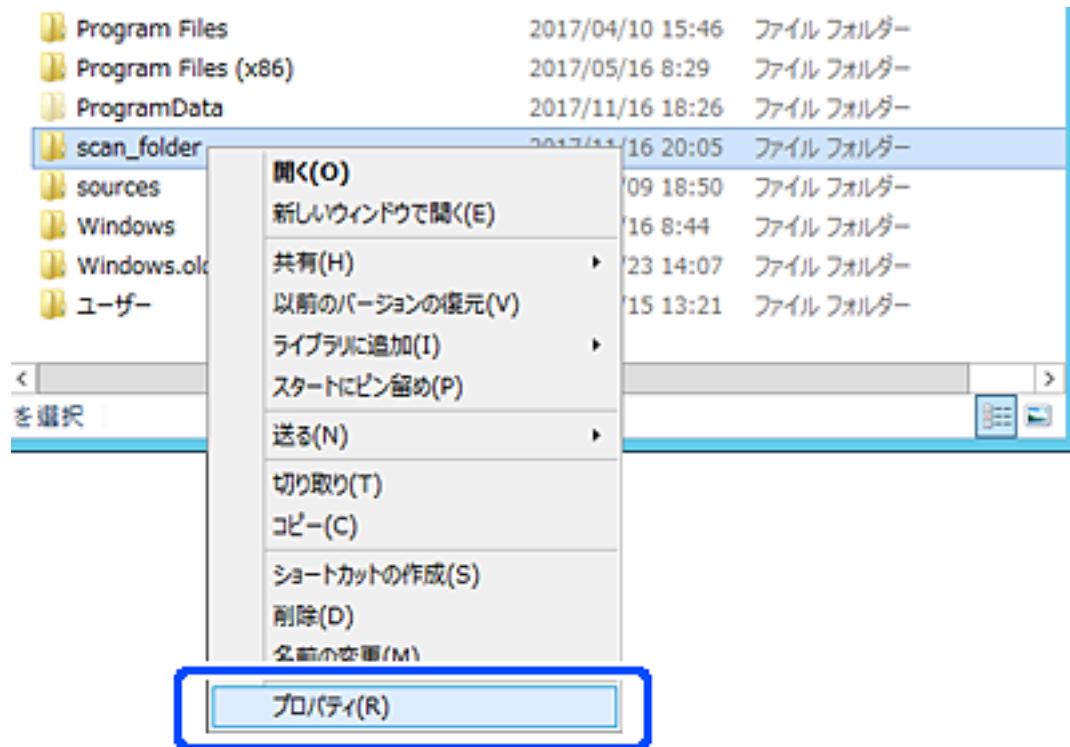 Program Files 2017/04/10 15:46 ファイル フォルダー
Program Files (x86) 2017/05/16 8:29 ファイル フォルダー
ProgramData 2017/11/16 18:26 ファイル フォルダー
scan_folder 2017/11/16 20:05 ファイル フォルダー
sources /09 18:50 ファイル フォルダー
Windows /16 8:44 ファイル フォルダー
Windows.old /23 14:07 ファイル フォルダー
ユーザー /15 13:21 ファイル フォルダー
を選択
開く(O)
新しいウィンドウで開く(E)
共有(H)
以前のバージョンの復元(V)
ライブラリに追加(I)
スタートにピン留め(P)
送る(N)
切り取り(T)
コピー(C)
ショートカットの作成(S)
削除(D)
名前の変更(M)
プロパティ(R)